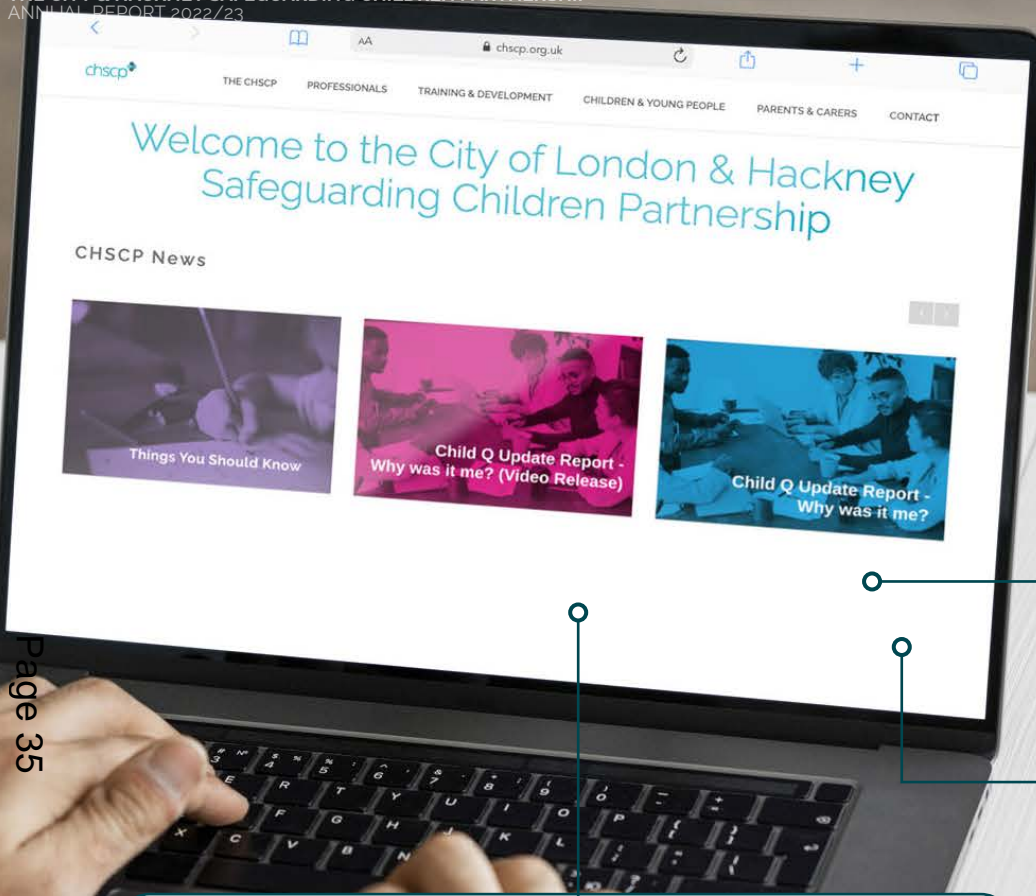 ANNUAL REPORT 2022/23
AA
chscp.org.uk
chscp
THE CHSCP
PROFESSIONALS
TRAINING & DEVELOPMENT
CHILDREN & YOUNG PEOPLE
PARENTS & CARERS
CONTACT
Welcome to the City of London & Hackney
Safeguarding Children Partnership
CHSCP News
Things You Should Know
Child Q Update Report -
Why was it me? (Video Release)
Child Q Update Report -
Why was it me?
Page 35